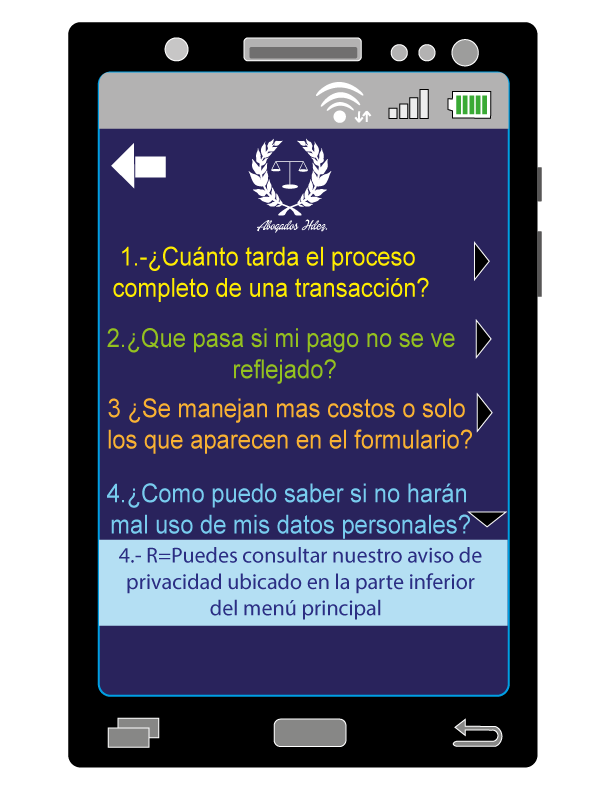 Abogados Hdez.
1.-¿Cuánto tarda el proceso
completo de una transacción?
2.¿Que pasa si mi pago no se ve
reflejado?
3 ¿Se manejan mas costos o solo
los que aparecen en el formulario?
4.¿Como puedo saber si no harán
mal uso de mis datos personales?
4.- R=Puedes consultar nuestro aviso de
privacidad ubicado en la parte inferior
del menú principal